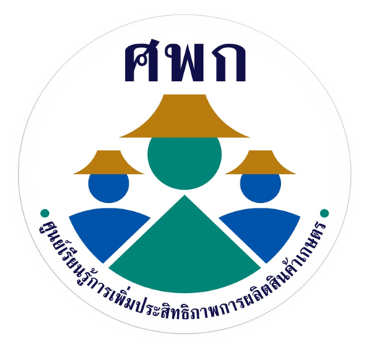 ศพก
• ศูนย์เรียนรู้การเพิ่มประสิทธิภาพการผลิตสินค้าเกษตร •